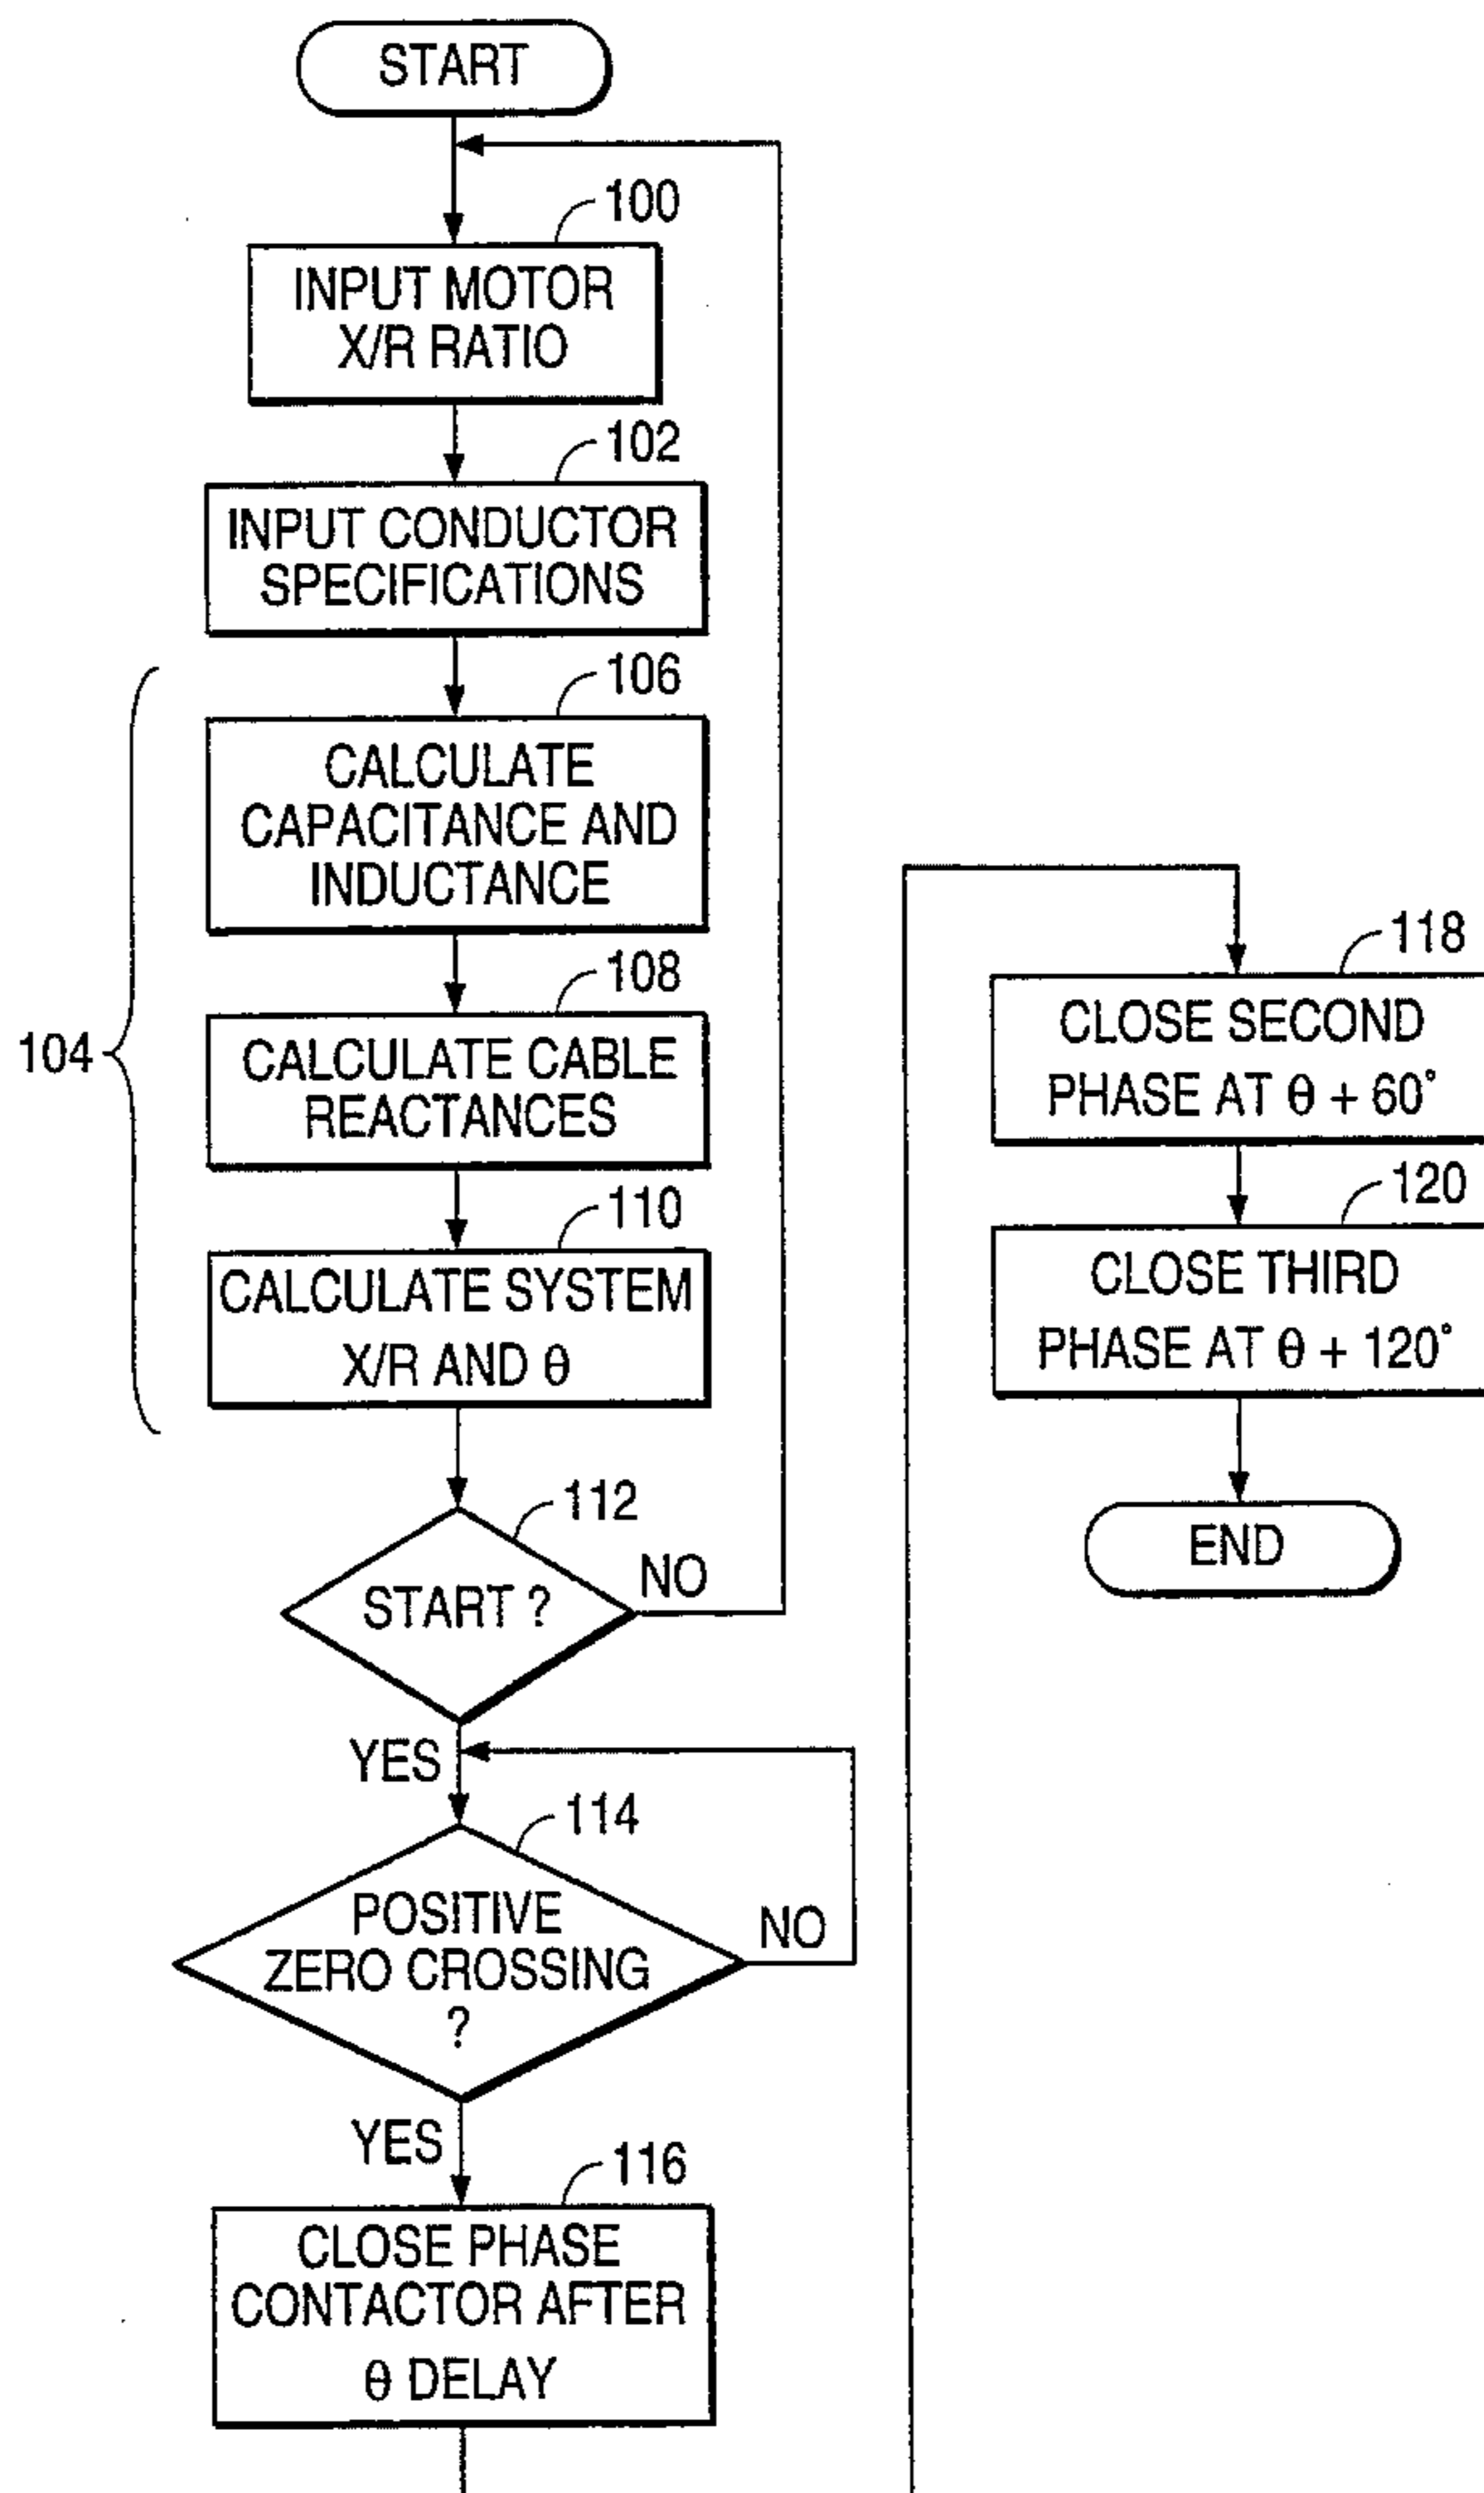 START
100
INPUT MOTOR
X/R RATIO
102
INPUT CONDUCTOR
SPECIFICATIONS
104
106
CALCULATE
CAPACITANCE AND
INDUCTANCE
108
CALCULATE CABLE
REACTANCES
110
CALCULATE SYSTEM
X/R AND θ
112
START ?
NO
YES
114
POSITIVE
ZERO CROSSING
?
NO
YES
116
CLOSE PHASE
CONTACTOR AFTER
θ DELAY
118
CLOSE SECOND
PHASE AT θ + 60°
120
CLOSE THIRD
PHASE AT θ + 120°
END